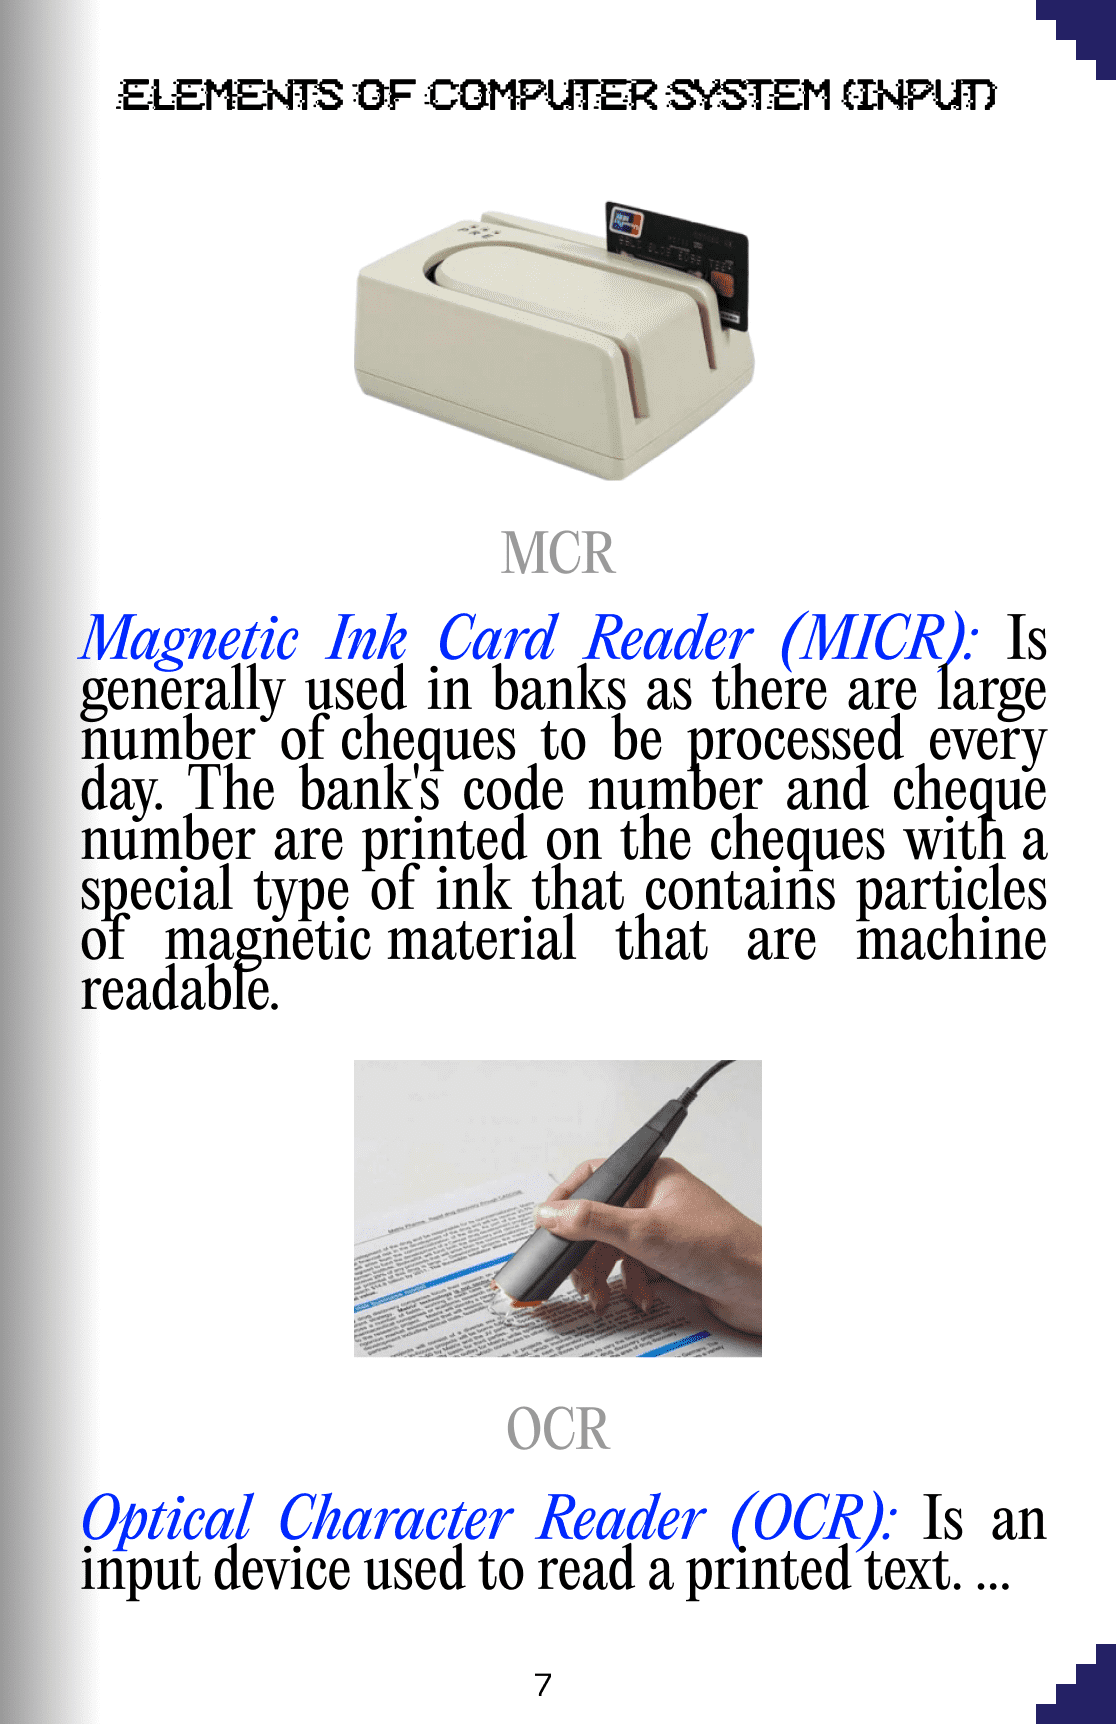 ELEMENTS OF COMPUTER SYSTEM (INPUT)
MCR
Magnetic Ink Card Reader (MICR): Is
generally used in banks as there are large
number of cheques to be processed every
day. The bank's code number and cheque
number are printed on the cheques with a
special type of ink that contains particles
of magnetic material that are machine
readable.
OCR
Optical Character Reader (OCR): Is an
input device used to read a printed text. ...
7